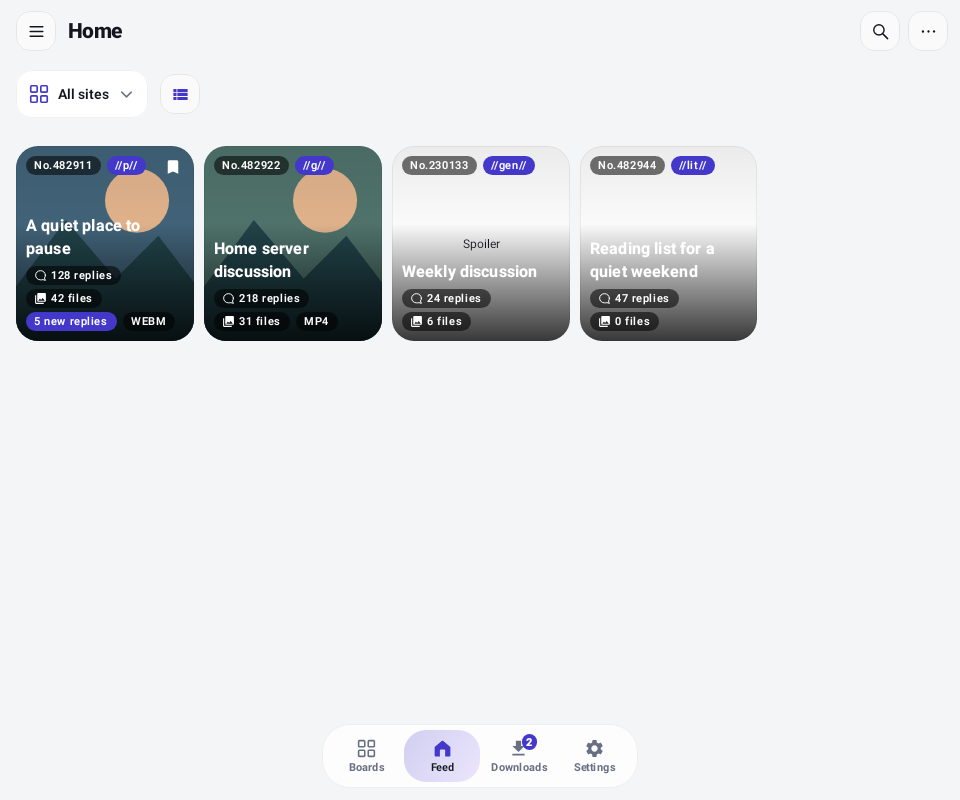 Home
All sites
No.482911
//p//
A quiet place to
pause
128 replies
42 files
5 new replies
WEBM
No.482922
//g//
Home server
discussion
218 replies
31 files
MP4
No.230133
//gen//
Spoiler
Weekly discussion
24 replies
6 files
No.482944
//lit//
Reading list for a
quiet weekend
47 replies
0 files
Boards
Feed
2
Downloads
Settings